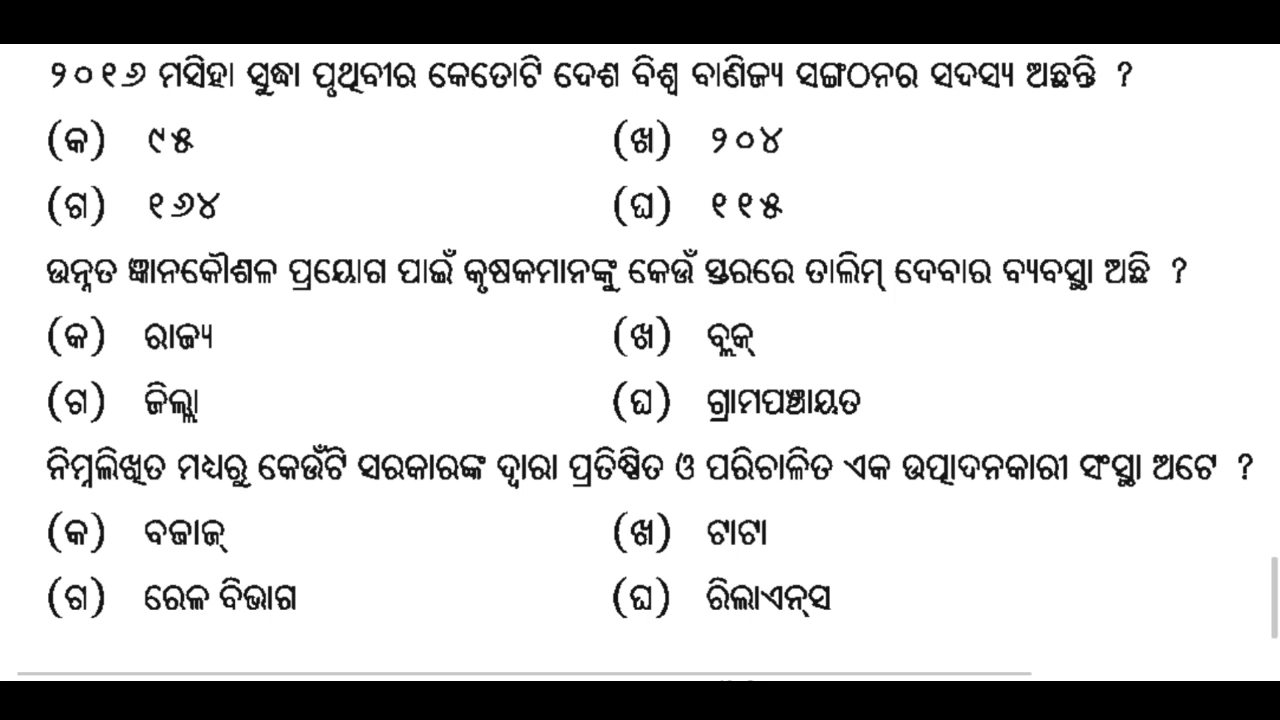 ୨୦୧୬ ମସିହା ସୁଦ୍ଧା ପୃଥିବୀର କେତୋଟି ଦେଶ ବିଶ୍ୱ ବାଣିଜ୍ୟ ସଙ୍ଗଠନର ସଦସ୍ୟ ଅଛନ୍ତି ?
(କ) ୯୫ (ଖ) ୨୦୪
(ଗ) ୧୬୪ (ଘ) ୧୧୫
ଉନ୍ନତ ଜ୍ଞାନକୌଶଳ ପ୍ରୟୋଗ ପାଇଁ କୃଷକମାନଙ୍କୁ କେଉଁ ସ୍ତରରେ ତାଲିମ୍ ଦେବାର ବ୍ୟବସ୍ଥା ଅଛି ?
(କ) ରାଜ୍ୟ (ଖ) ବ୍ଲକ୍
(ଗ) ଜିଲ୍ଲା (ଘ) ଗ୍ରାମପଞ୍ଚାୟତ
ନିମ୍ନଲିଖିତ ମଧ୍ୟରୁ କେଉଁଟି ସରକାରଙ୍କ ଦ୍ୱାରା ପ୍ରତିଷ୍ଠିତ ଓ ପରିଚାଳିତ ଏକ ଉତ୍ପାଦନକାରୀ ସଂସ୍ଥା ଅଟେ ?
(କ) ବଜାଜ୍ (ଖ) ଟାଟା
(ଗ) ରେଳ ବିଭାଗ (ଘ) ରିଲାଏନ୍‌ସ